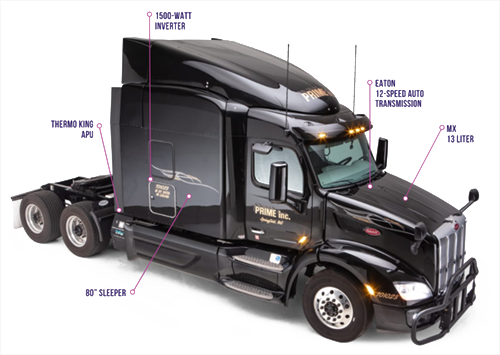 1500-WATT
INVERTER
EATON
12-SPEED AUTO
TRANSMISSION
THERMO KING
APU
MX
13 LITER
80" SLEEPER
PRIME
PRIME Inc.